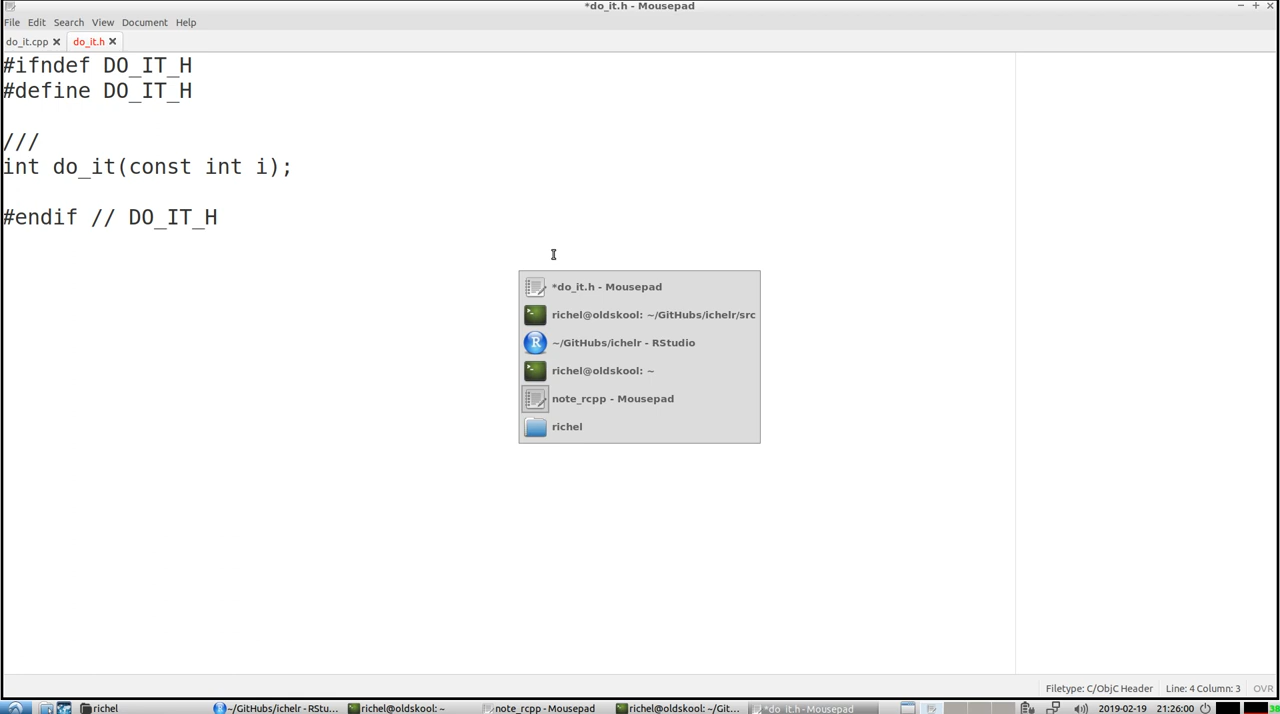 *do_it.h - Mousepad
File Edit Search View Document Help
do_it.cpp do_it.h
#ifndef DO_IT_H
#define DO_IT_H
///
int do_it(const int i);
#endif // DO_IT_H
*do_it.h - Mousepad
richel@oldskool: ~/GitHubs/ichelr/src
~/GitHubs/ichelr - RStudio
richel@oldskool: ~
note_rcpp - Mousepad
richel
Filetype: C/ObjC Header Line: 4 Column: 3 OVR
richel ~/GitHubs/ichelr - RStu... richel@oldskool: ~ note_rcpp - Mousepad richel@oldskool: ~/Git... *do_it.h - Mousepad 2019-02-19 21:26:00 38